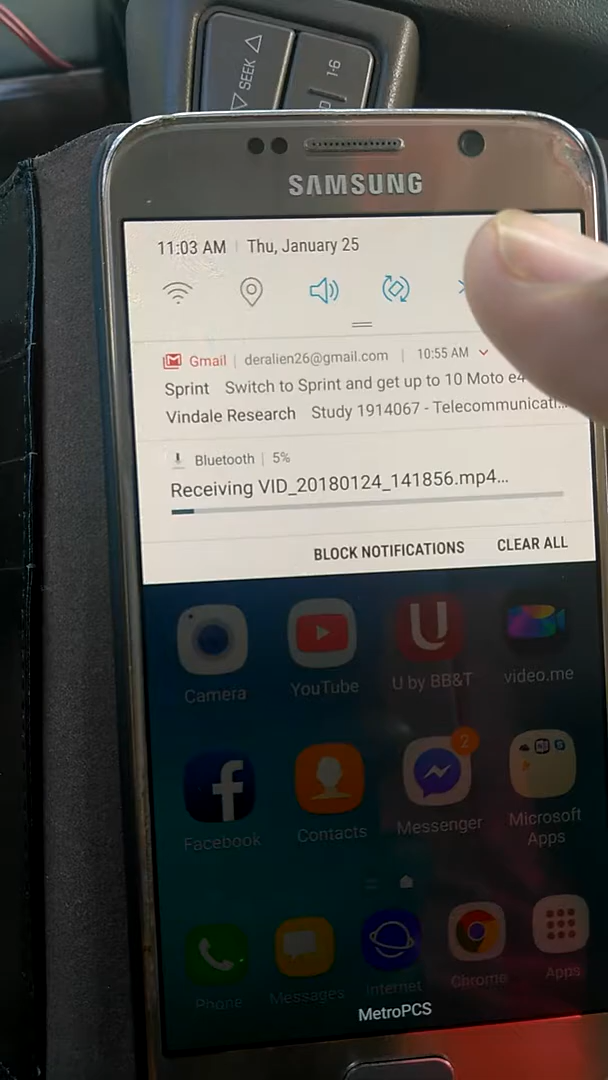 SEEK
1-6
SAMSUNG
11:03 AM | Thu, January 25
Gmail | deralien26@gmail.com | 10:55 AM
Sprint Switch to Sprint and get up to 10 Moto e4
Vindale Research Study 1914067 - Telecommunicati...
Bluetooth | 5%
Receiving VID_20180124_141856.mp4...
BLOCK NOTIFICATIONS CLEAR ALL
Camera YouTube U by BB&T video.me
2
Facebook Contacts Messenger Microsoft Apps
Phone Messages Internet Chrome Apps
MetroPCS